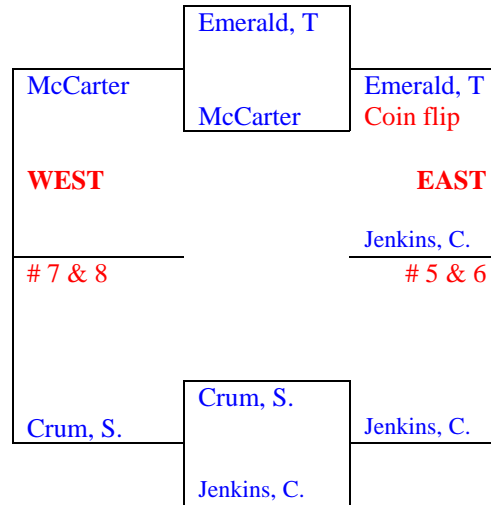 Emerald, T
McCarter
Emerald, T
McCarter
Coin flip
WEST
EAST
Jenkins, C.
# 7 & 8
# 5 & 6
Crum, S.
Crum, S.
Jenkins, C.
Jenkins, C.